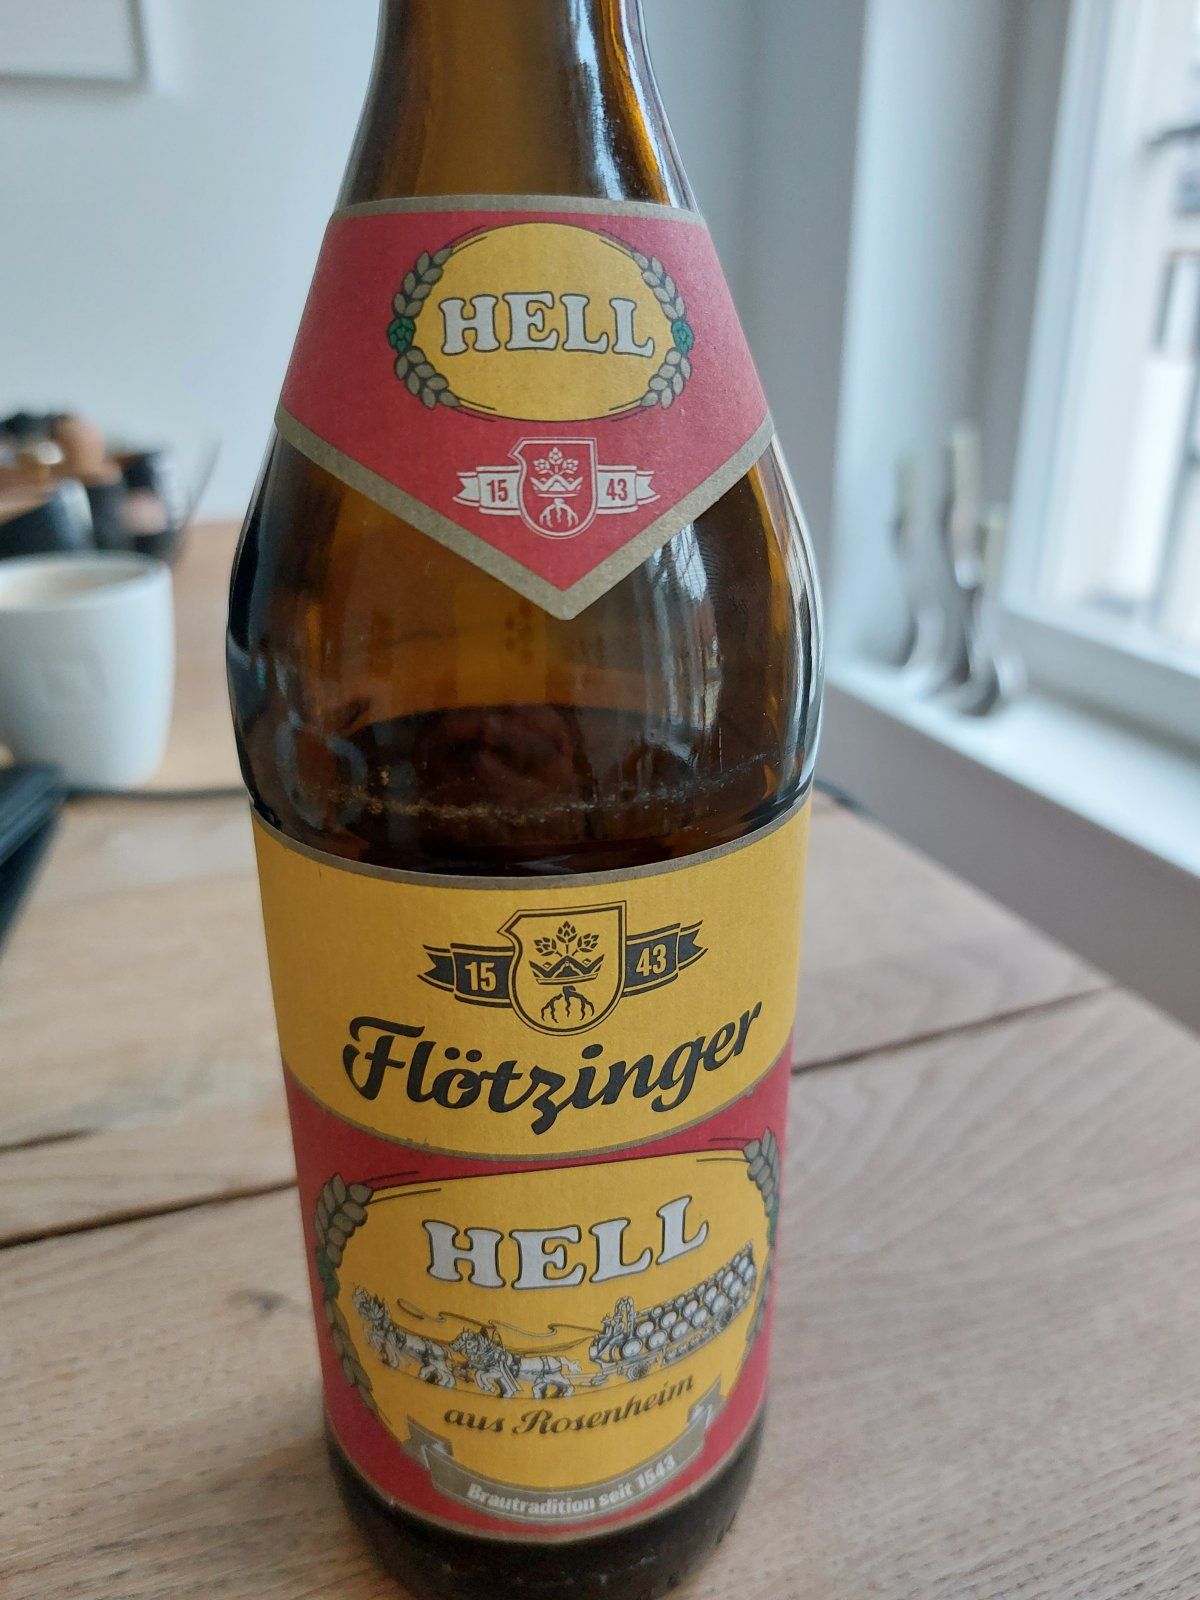 HELL
15 43
15 43
Flötzinger
HELL
aus Rosenheim
Brautradition seit 1543